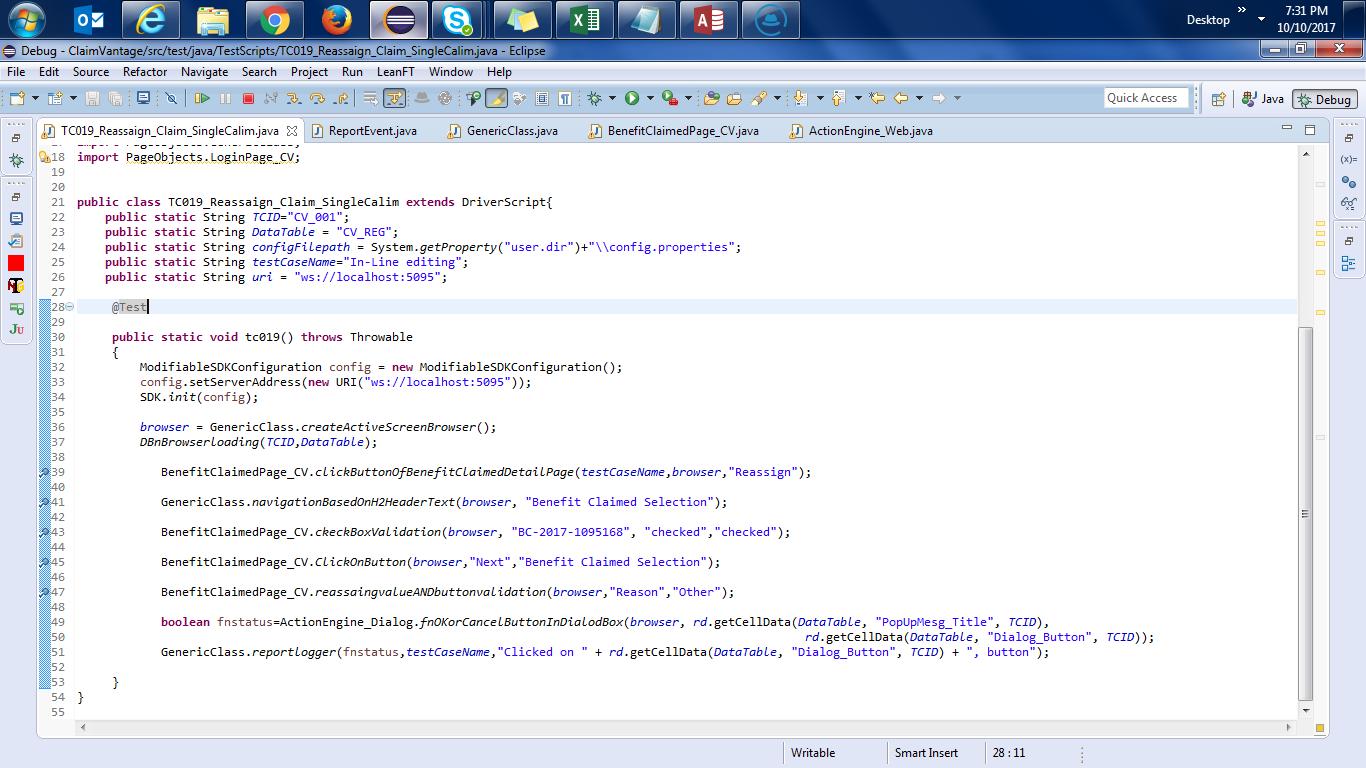 Desktop
»
7:31 PM
10/10/2017
Debug - ClaimVantage/src/test/java/TestScripts/TC019_Reassaign_Claim_SingleCalim.java - Eclipse
File Edit Source Refactor Navigate Search Project Run LeanFT Window Help
Quick Access
Java
Debug
TC019_Reassaign_Claim_SingleCalim.java ReportEvent.java GenericClass.java BenefitClaimedPage_CV.java ActionEngine_Web.java
18 import PageObjects.LoginPage_CV;
19
20
21 public class TC019_Reassaign_Claim_SingleCalim extends DriverScript{
22 public static String TCID="CV_001";
23 public static String DataTable = "CV_REG";
24 public static String configFilepath = System.getProperty("user.dir")+"\\config.properties";
25 public static String testCaseName="In-Line editing";
26 public static String uri = "ws://localhost:5095";
27
28 @Test
29
30 public static void tc019() throws Throwable
31 {
32 ModifiableSDKConfiguration config = new ModifiableSDKConfiguration();
33 config.setServerAddress(new URI("ws://localhost:5095"));
34 SDK.init(config);
35
36 browser = GenericClass.createActiveScreenBrowser();
37 DBnBrowserloading(TCID,DataTable);
38
39 BenefitClaimedPage_CV.clickButtonOfBenefitClaimedDetailPage(testCaseName,browser,"Reassign");
40
41 GenericClass.navigationBasedOnH2HeaderText(browser, "Benefit Claimed Selection");
42
43 BenefitClaimedPage_CV.ckeckBoxValidation(browser, "BC-2017-1095168", "checked","checked");
44
45 BenefitClaimedPage_CV.ClickOnButton(browser,"Next","Benefit Claimed Selection");
46
47 BenefitClaimedPage_CV.reassaingvalueANDbuttonvalidation(browser,"Reason","Other");
48
49 boolean fnstatus=ActionEngine_Dialog.fnOKorCancelButtonInDialodBox(browser, rd.getCellData(DataTable, "PopUpMesg_Title", TCID),
50 rd.getCellData(DataTable, "Dialog_Button", TCID));
51 GenericClass.reportlogger(fnstatus,testCaseName,"Clicked on " + rd.getCellData(DataTable, "Dialog_Button", TCID) + ", button");
52
53 }
54 }
55
Writable Smart Insert 28 : 11